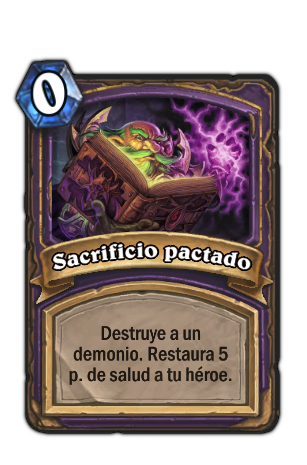 0
Sacrificio pactado
Destruye a un
demonio. Restaura 5
p. de salud a tu héroe.